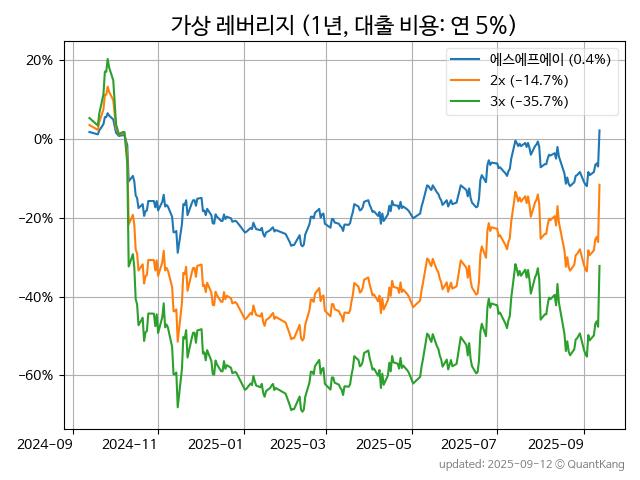 가상 레버리지 (1년, 대출 비용: 연 5%)
에스에프에이 (0.4%)
2x (−14.7%)
3x (−35.7%)
20%
0%
−20%
−40%
−60%
2024-09
2024-11
2025-01
2025-03
2025-05
2025-07
2025-09
updated: 2025-09-12 © QuantKang